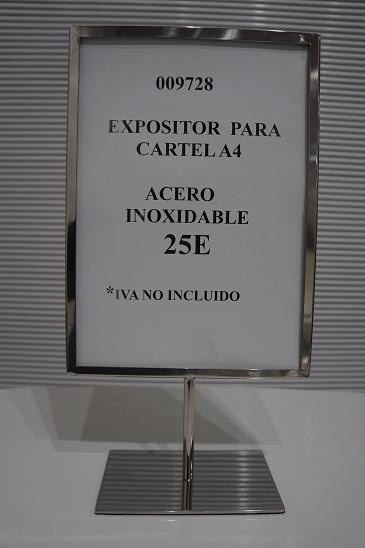 009728
EXPOSITOR PARA
CARTEL A4
ACERO
INOXIDABLE
25E
*IVA NO INCLUIDO